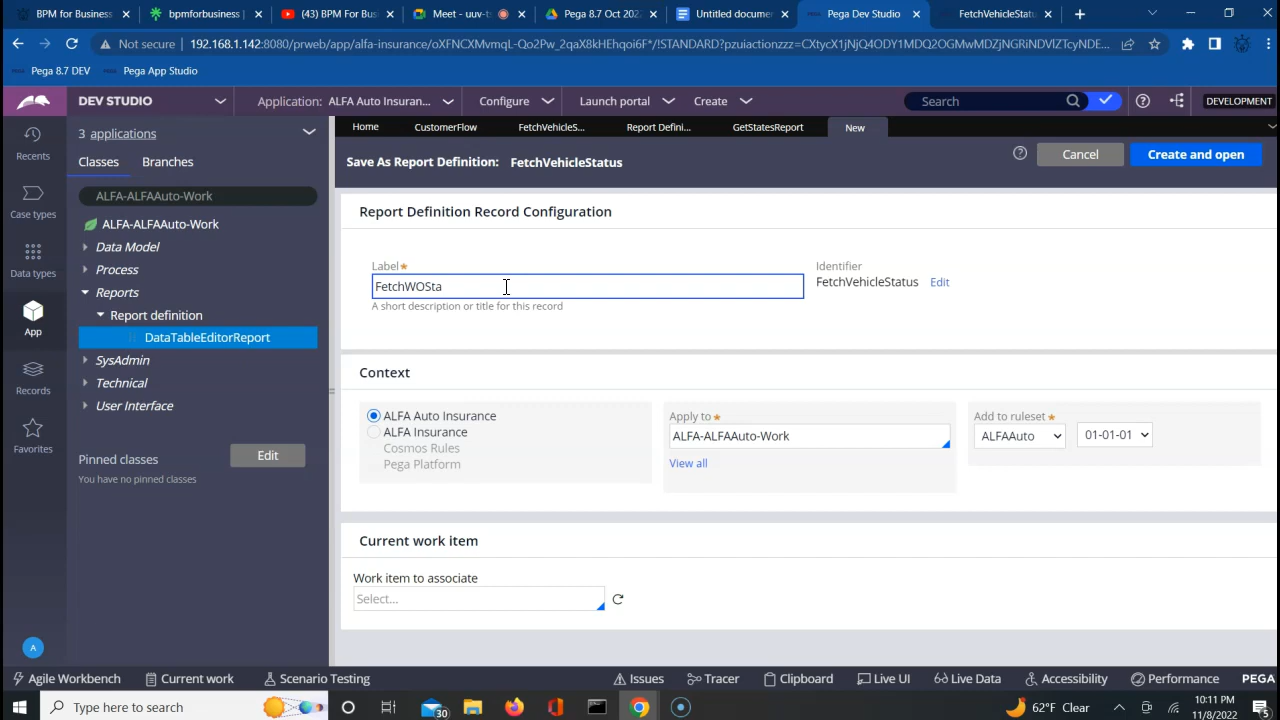 BPM for Business
bpmforbusiness |
(43) BPM For Bus
Meet - uuv-ts
Pega 8.7 Oct 202
Untitled docume
Pega Dev Studio
FetchVehicleStatu
Not secure | 192.168.1.142:8080/prweb/app/alfa-insurance/
Pega 8.7 DEV
Pega App Studio
DEV STUDIO
Application: ALFA Auto Insuran...
Configure
Launch portal
Create
Search
DEVELOPMENT
Recents
Case types
Data types
App
Records
Favorites
A
3 applications
Classes
Branches
ALFA-ALFAAuto-Work
ALFA-ALFAAuto-Work
Data Model
Process
Reports
Report definition
DataTableEditorReport
SysAdmin
Technical
User Interface
Pinned classes
Edit
You have no pinned classes
Home
CustomerFlow
FetchVehicleS...
Report Defini...
GetStatesReport
New
Save As Report Definition: FetchVehicleStatus
Cancel
Create and open
Report Definition Record Configuration
Label*
FetchWOSta
A short description or title for this record
Identifier
FetchVehicleStatus Edit
Context
ALFA Auto Insurance
ALFA Insurance
Cosmos Rules
Pega Platform
Apply to *
ALFA-ALFAAuto-Work
View all
Add to ruleset *
ALFAAuto
01-01-01
Current work item
Work item to associate
Select...
Agile Workbench
Current work
Scenario Testing
Issues
Tracer
Clipboard
Live UI
Live Data
Accessibility
Performance
PEGA
Type here to search
30
62°F Clear
10:11 PM
11/8/2022
5